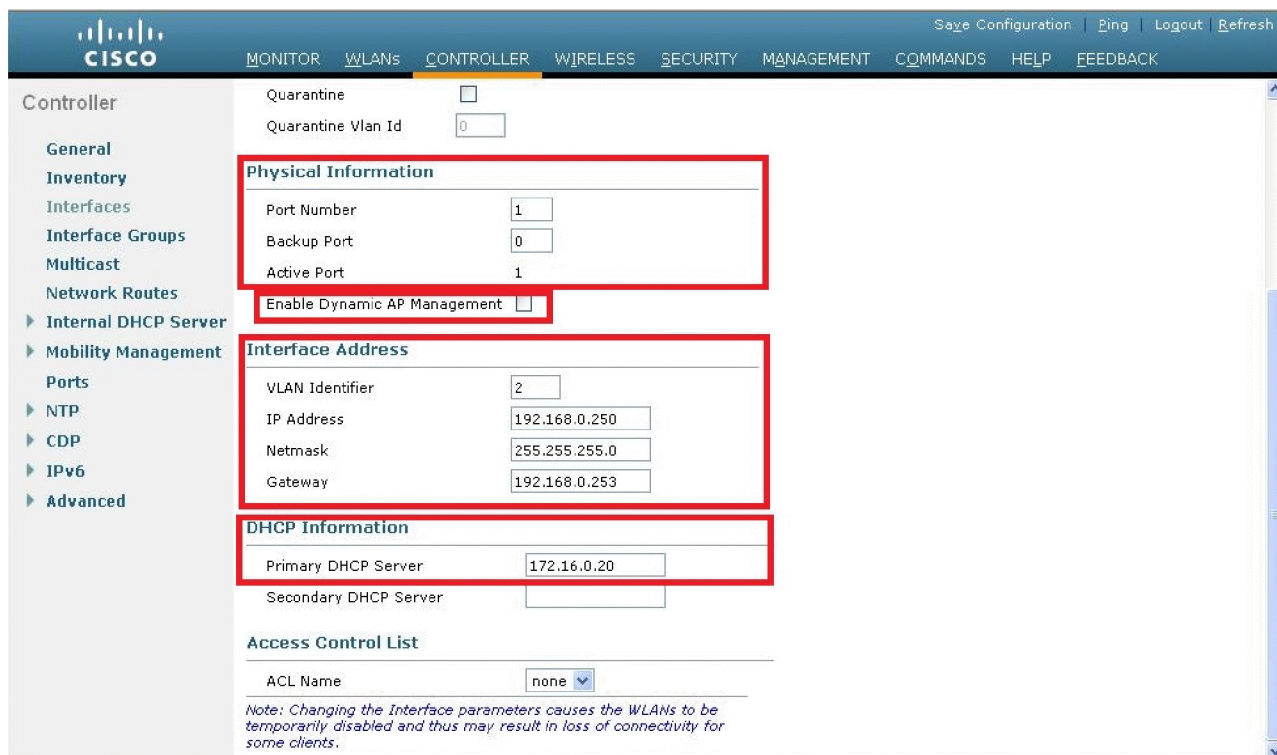 Save Configuration | Ping | Logout | Refresh
CISCO
MONITOR WLANs CONTROLLER WIRELESS SECURITY MANAGEMENT COMMANDS HELP FEEDBACK
Controller
General
Inventory
Interfaces
Interface Groups
Multicast
Network Routes
Internal DHCP Server
Mobility Management
Ports
NTP
CDP
IPv6
Advanced
Quarantine
Quarantine Vlan Id 0
Physical Information
Port Number 1
Backup Port 0
Active Port 1
Enable Dynamic AP Management
Interface Address
VLAN Identifier 2
IP Address 192.168.0.250
Netmask 255.255.255.0
Gateway 192.168.0.253
DHCP Information
Primary DHCP Server 172.16.0.20
Secondary DHCP Server
Access Control List
ACL Name none
Note: Changing the Interface parameters causes the WLANs to be
temporarily disabled and thus may result in loss of connectivity for
some clients.